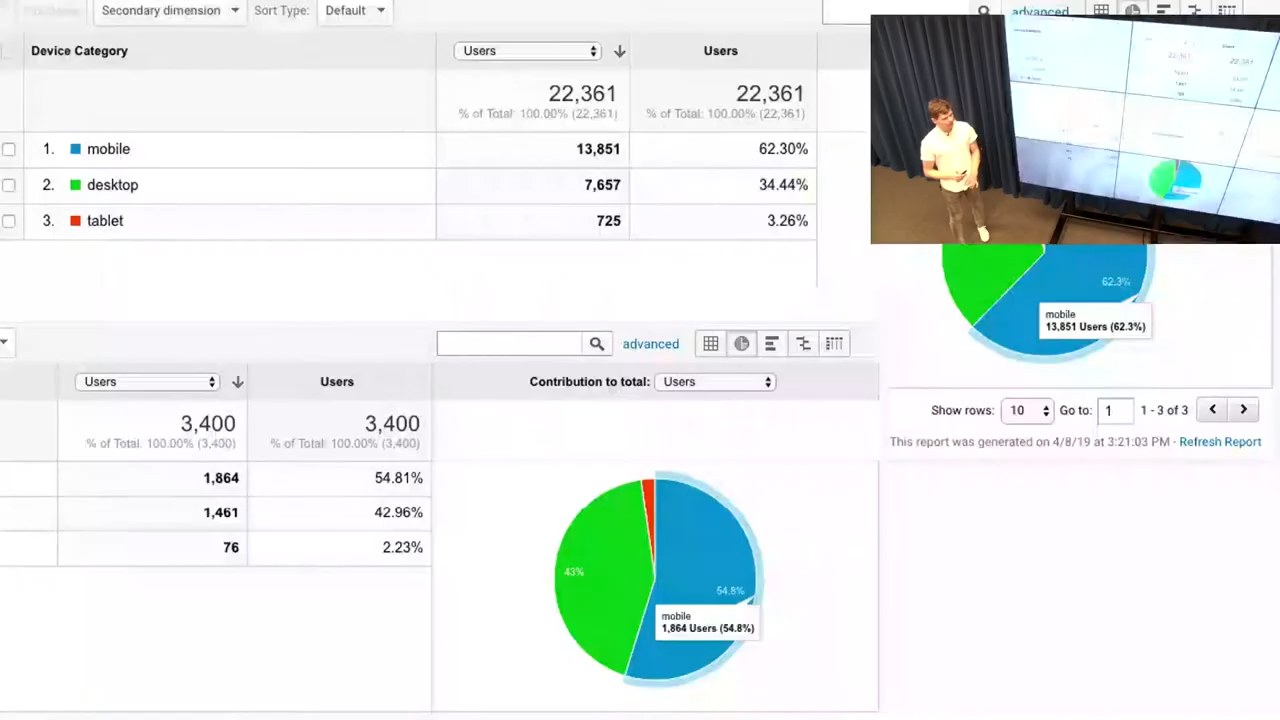 Secondary dimension Sort Type: Default
advanced
Device Category Users Users
22,361 22,361
% of Total: 100.00% (22,361) % of Total: 100.00% (22,361)
1. mobile 13,851 62.30%
2. desktop 7,657 34.44%
3. tablet 725 3.26%
62.3%
mobile
13,851 Users (62.3%)
advanced
Users Users Contribution to total: Users
3,400 3,400
% of Total: 100.00% (3,400) % of Total: 100.00% (3,400)
Show rows: 10 Go to: 1 1 - 3 of 3
This report was generated on 4/8/19 at 3:21:03 PM - Refresh Report
1,864 54.81%
1,461 42.96%
76 2.23%
43%
54.8%
mobile
1,864 Users (54.8%)